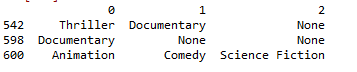 0 1 2
542 Thriller Documentary None
598 Documentary None None
600 Animation Comedy Science Fiction